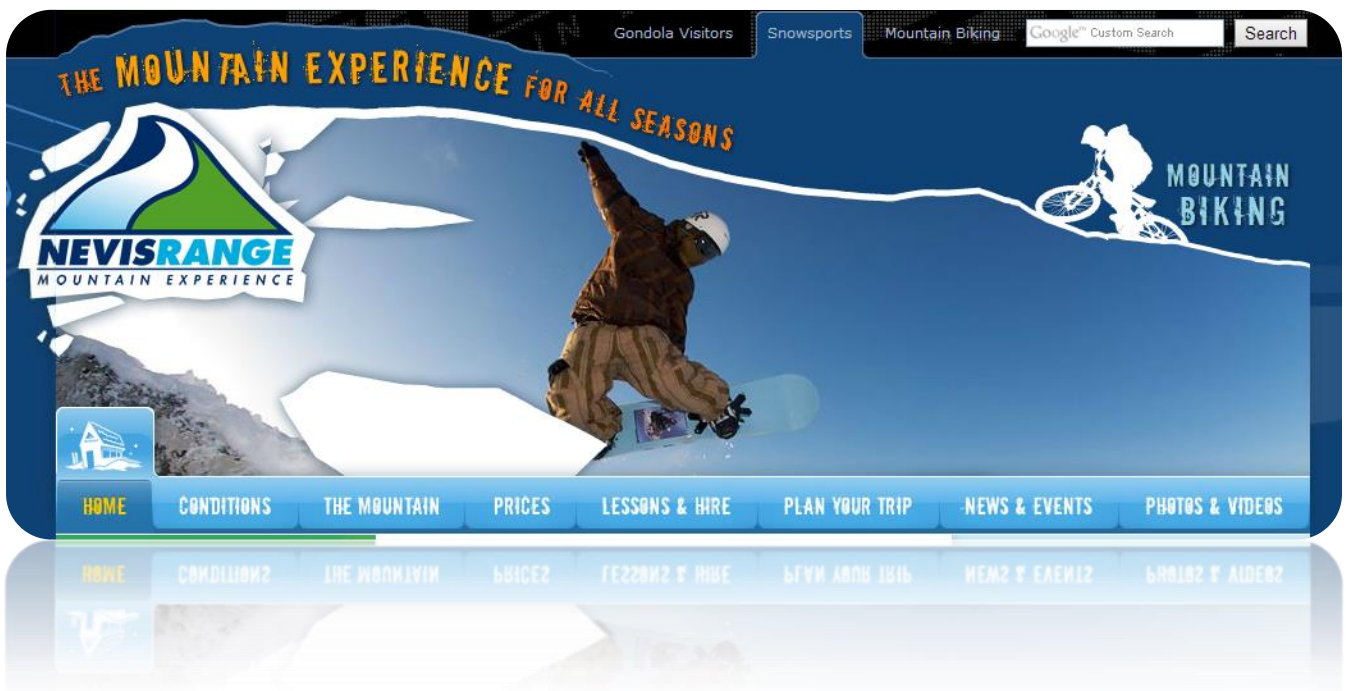 Gondola Visitors
Snowsports
Mountain Biking
Google™ Custom Search
Search
THE MOUNTAIN EXPERIENCE FOR ALL SEASONS
NEVISRANGE
MOUNTAIN EXPERIENCE
MOUNTAIN
BIKING
HOME
CONDITIONS
THE MOUNTAIN
PRICES
LESSONS & HIRE
PLAN YOUR TRIP
NEWS & EVENTS
PHOTOS & VIDEOS